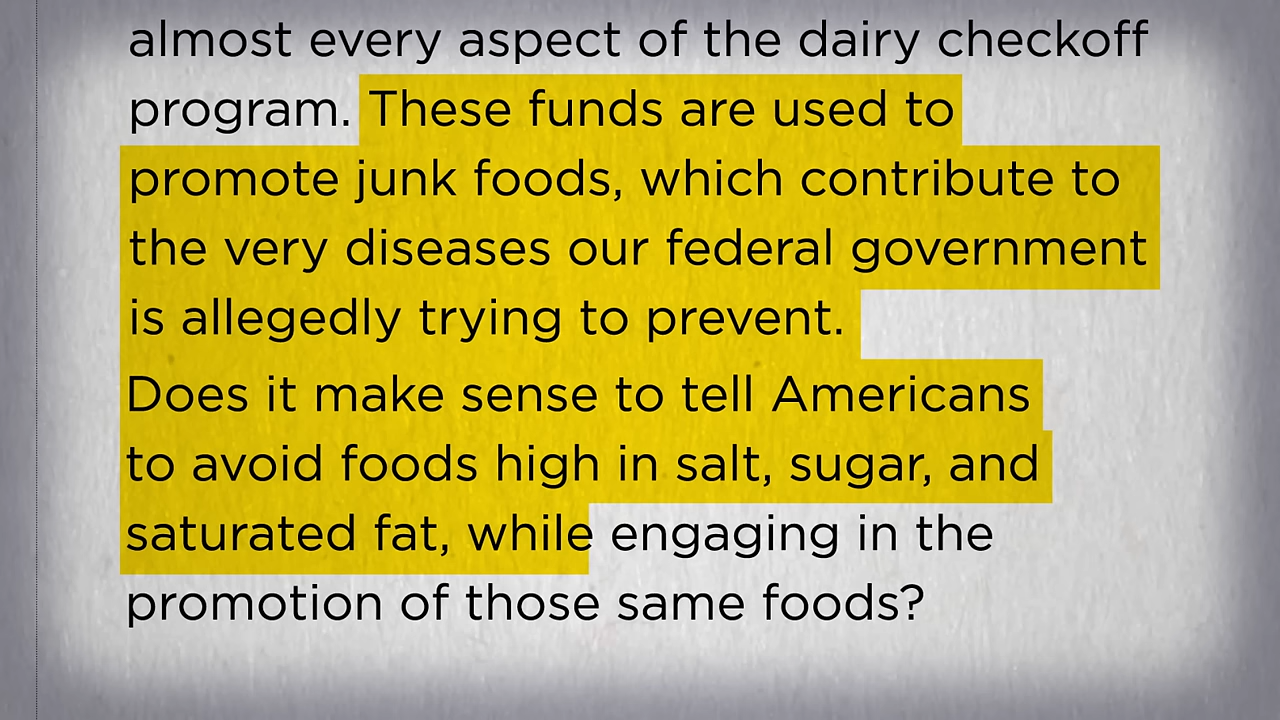 almost every aspect of the dairy checkoff
program. These funds are used to
promote junk foods, which contribute to
the very diseases our federal government
is allegedly trying to prevent.
Does it make sense to tell Americans
to avoid foods high in salt, sugar, and
saturated fat, while engaging in the
promotion of those same foods?